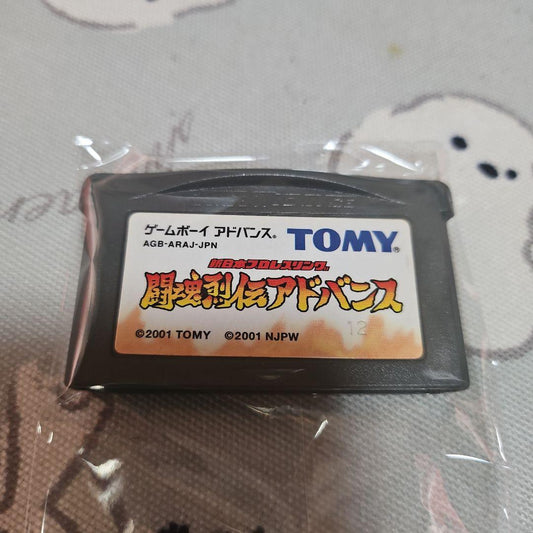 ゲームボーイ アドバンス®
AGB-ARAJ-JPN
TOMY®
新日本プロレスリング
闘魂烈伝アドバンス
©2001 TOMY ©2001 NJPW
12